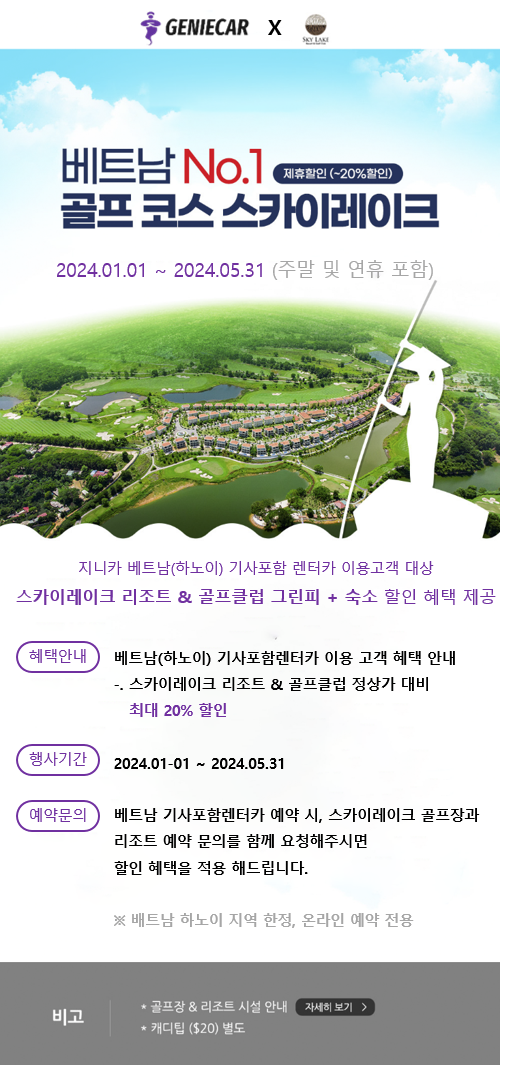 GENIECAR X SKY LAKE
베트남 No.1 제휴할인 (~20%할인)
골프 코스 스카이레이크
2024.01.01 ~ 2024.05.31 (주말 및 연휴 포함)
지니카 베트남(하노이) 기사포함 렌터카 이용고객 대상
스카이레이크 리조트 & 골프클럽 그린피 + 숙소 할인 혜택 제공
혜택안내
베트남(하노이) 기사포함렌터카 이용 고객 혜택 안내
-. 스카이레이크 리조트 & 골프클럽 정상가 대비
최대 20% 할인
행사기간
2024.01-01 ~ 2024.05.31
예약문의
베트남 기사포함렌터카 예약 시, 스카이레이크 골프장과
리조트 예약 문의를 함께 요청해주시면
할인 혜택을 적용 해드립니다.
※ 배트남 하노이 지역 한정, 온라인 예약 전용
비고
* 골프장 & 리조트 시설 안내 자세히 보기 >
* 캐디팁 ($20) 별도